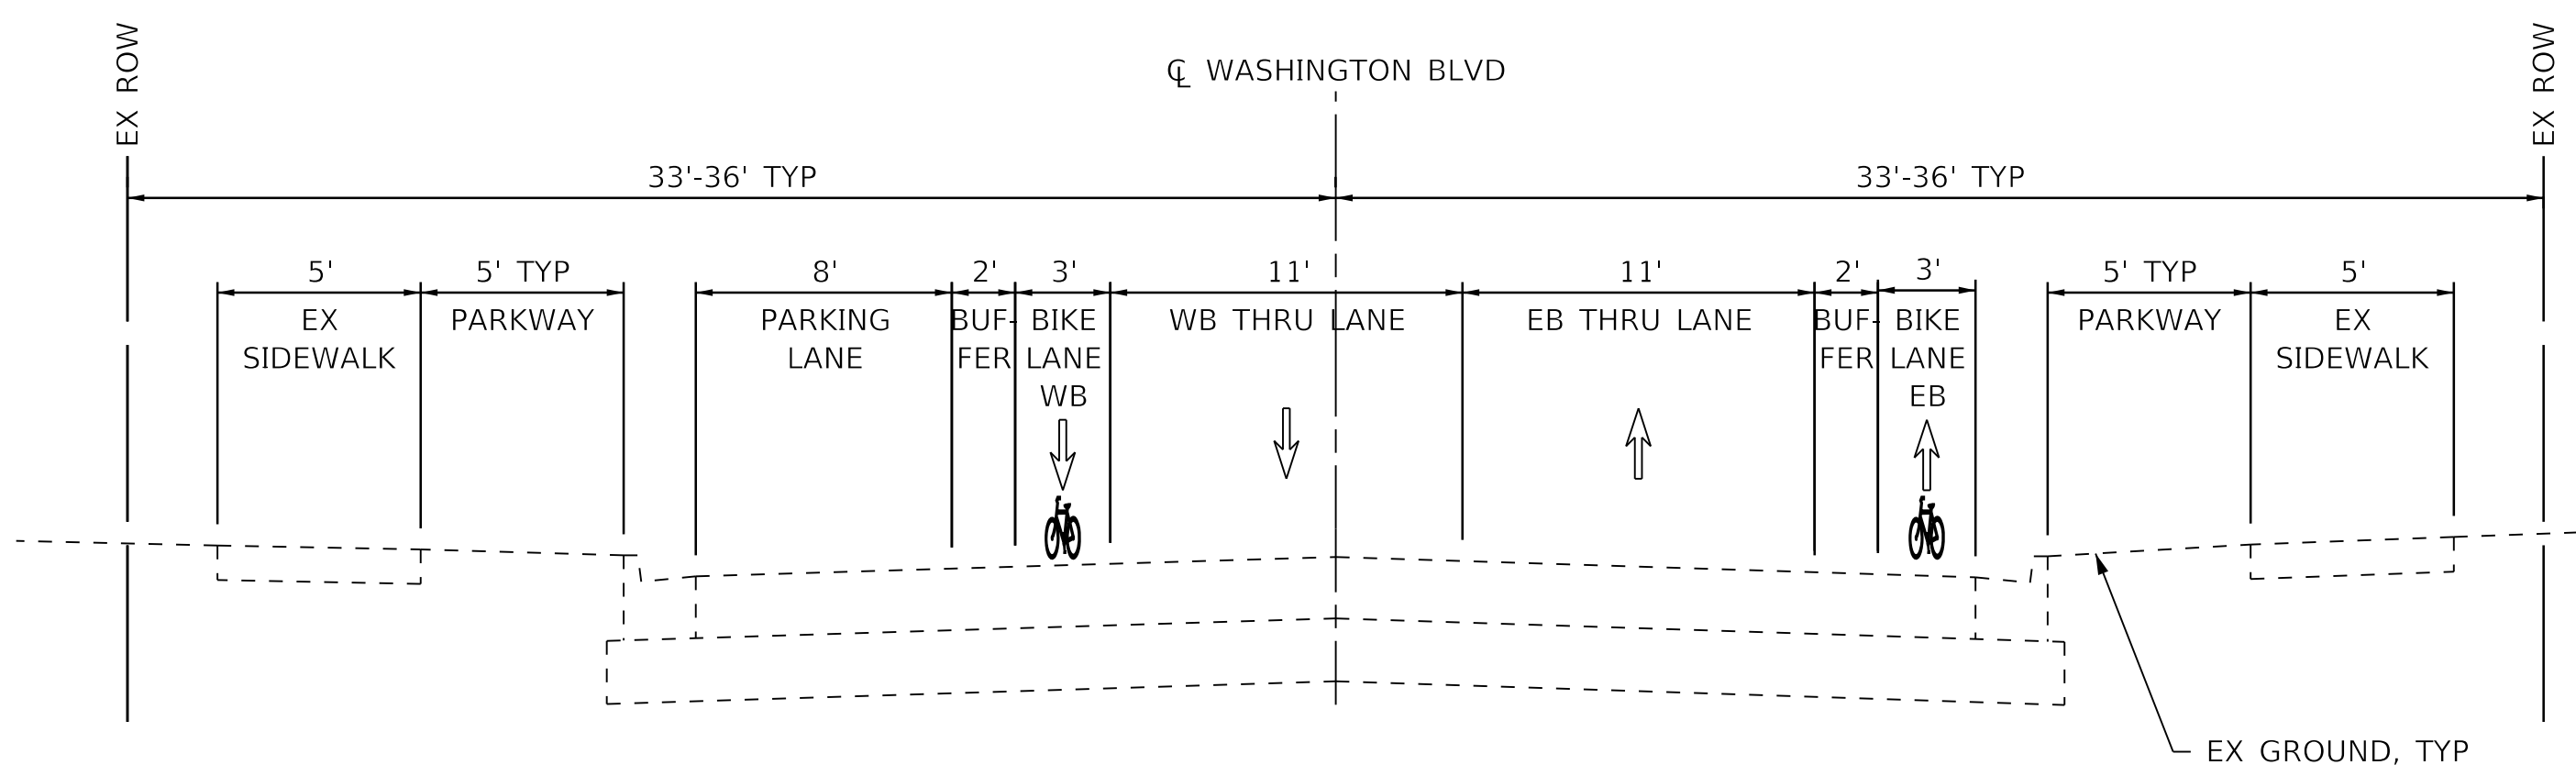 EX ROW
EX ROW
℄ WASHINGTON BLVD
33'-36' TYP
33'-36' TYP
5'
5' TYP
8'
2'
3'
11'
11'
2'
3'
5' TYP
5'
EX
SIDEWALK
PARKWAY
PARKING
LANE
BUF-
FER
BIKE
LANE
WB
WB THRU LANE
EB THRU LANE
BUF-
FER
BIKE
LANE
EB
PARKWAY
EX
SIDEWALK
EX GROUND, TYP